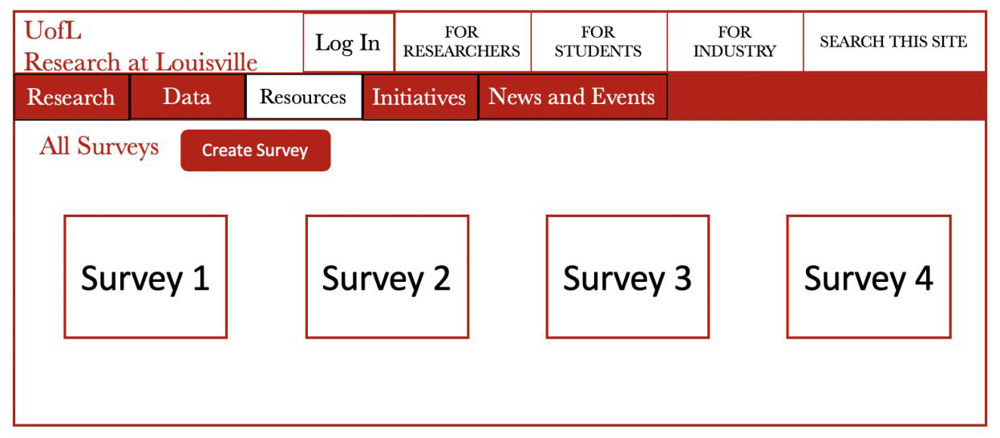 UofL
Research at Louisville
Log In
FOR
RESEARCHERS
FOR
STUDENTS
FOR
INDUSTRY
SEARCH THIS SITE
Research
Data
Resources
Initiatives
News and Events
All Surveys
Create Survey
Survey 1
Survey 2
Survey 3
Survey 4